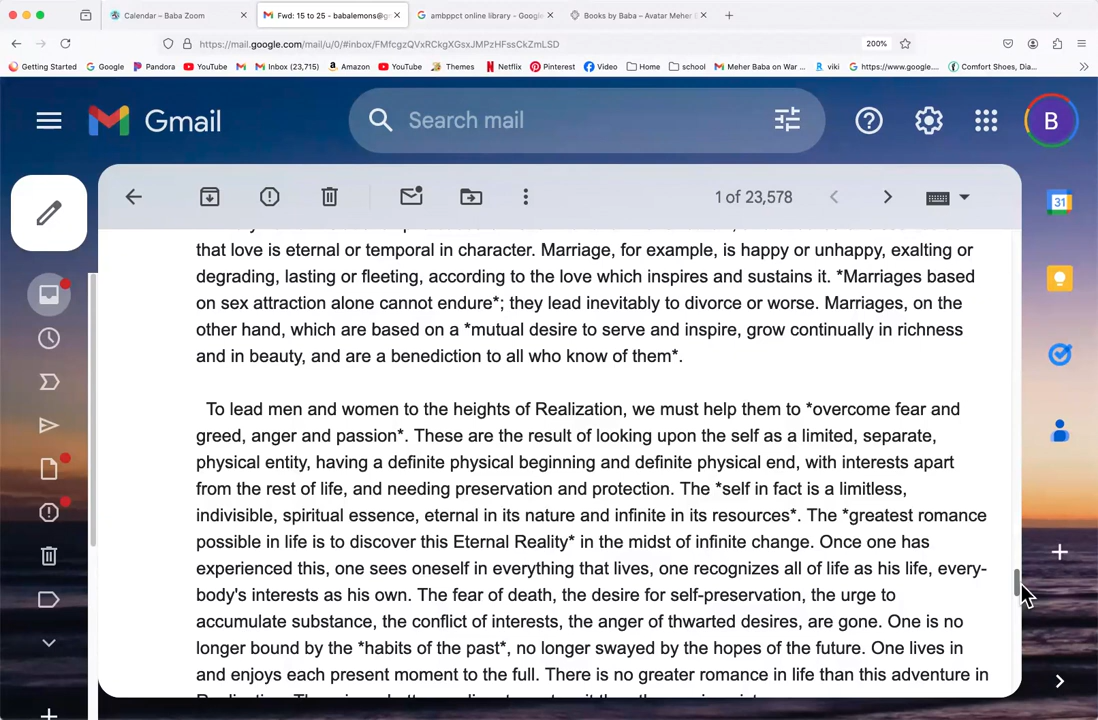 Calendar – Baba Zoom
Fwd: 15 to 25 - babalemons@g
ambppct online library - Google
Books by Baba – Avatar Meher
https://mail.google.com/mail/u/0/#inbox/FMfcgzQVxRCkgXGsxJMPzHFssCkZmLSD
200%
Getting Started
Google
Pandora
YouTube
Inbox (23,715)
Amazon
YouTube
Themes
Netflix
Pinterest
Video
Home
school
Meher Baba on War ...
viki
https://www.google....
Comfort Shoes, Dia...
Gmail
Search mail
B
1 of 23,578
31
that love is eternal or temporal in character. Marriage, for example, is happy or unhappy, exalting or
degrading, lasting or fleeting, according to the love which inspires and sustains it. *Marriages based
on sex attraction alone cannot endure*; they lead inevitably to divorce or worse. Marriages, on the
other hand, which are based on a *mutual desire to serve and inspire, grow continually in richness
and in beauty, and are a benediction to all who know of them*.
To lead men and women to the heights of Realization, we must help them to *overcome fear and
greed, anger and passion*. These are the result of looking upon the self as a limited, separate,
physical entity, having a definite physical beginning and definite physical end, with interests apart
from the rest of life, and needing preservation and protection. The *self in fact is a limitless,
indivisible, spiritual essence, eternal in its nature and infinite in its resources*. The *greatest romance
possible in life is to discover this Eternal Reality* in the midst of infinite change. Once one has
experienced this, one sees oneself in everything that lives, one recognizes all of life as his life, every-
body's interests as his own. The fear of death, the desire for self-preservation, the urge to
accumulate substance, the conflict of interests, the anger of thwarted desires, are gone. One is no
longer bound by the *habits of the past*, no longer swayed by the hopes of the future. One lives in
and enjoys each present moment to the full. There is no greater romance in life than this adventure in